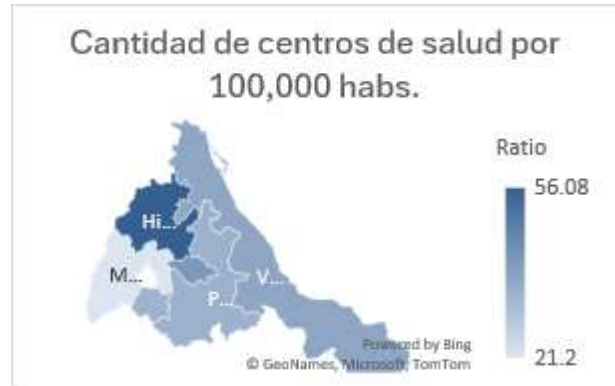 Cantidad de centros de salud por
100,000 habs.
Ratio
56.08
Hi...
M...
V...
P...
Powered by Bing
© GeoNames, Microsoft, TomTom
21.2